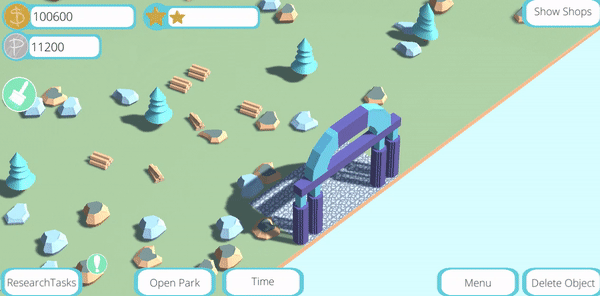 100600
Show Shops
11200
ResearchTasks
Open Park
Time
Menu
Delete Object